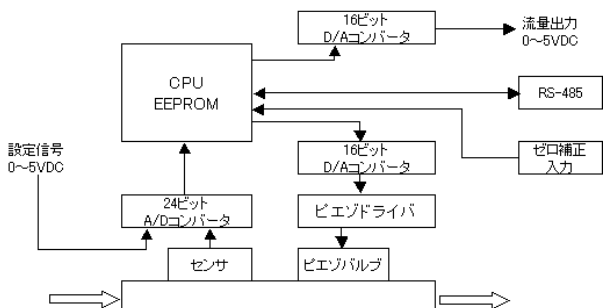 16ビット
D/Aコンバータ
流量出力
0～5VDC
CPU
EEPROM
RS-485
設定信号
0～5VDC
16ビット
D/Aコンバータ
ゼロ補正
入力
24ビット
A/Dコンバータ
ピエゾドライバ
センサ
ピエゾバルブ